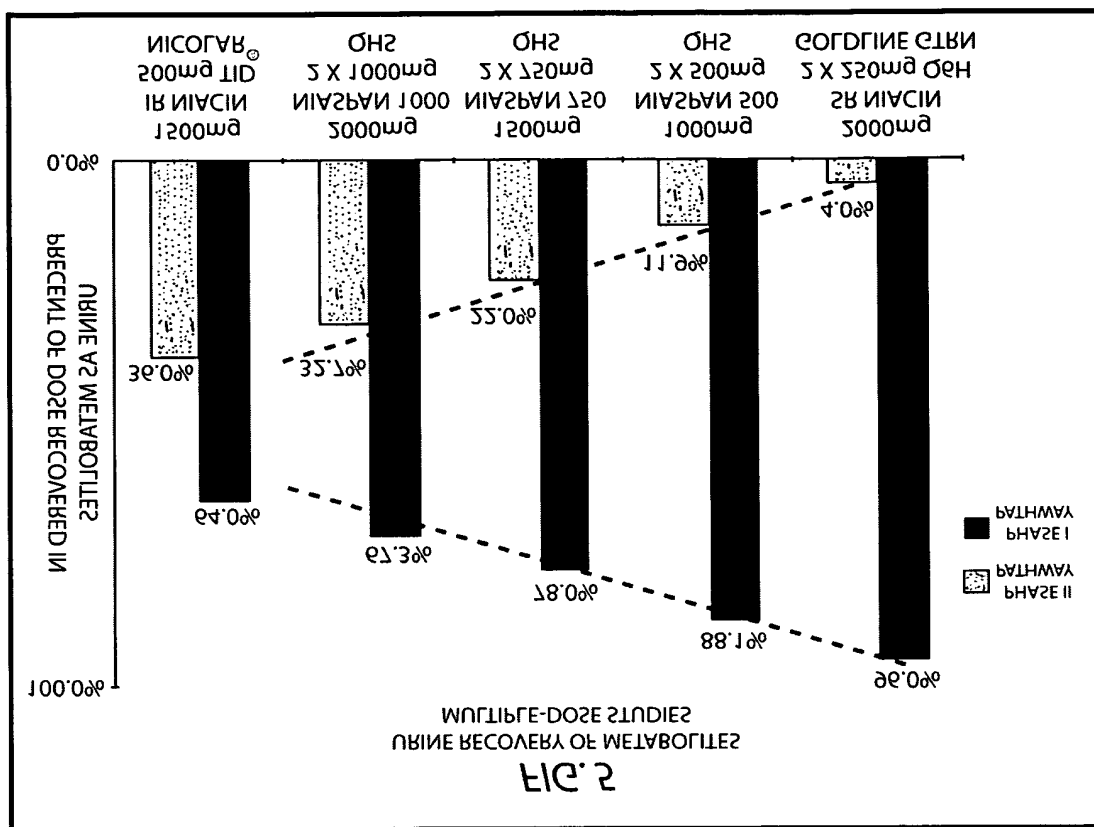 FIG. 5
URINE RECOVERY OF METABOLITES
MULTIPLE-DOSE STUDIES
100.0%
0.0%
PRECENT OF DOSE RECOVERED IN
URINE AS METABOLITES
36.0%
64.0%
32.7%
67.3%
22.0%
78.0%
11.9%
88.1%
4.0%
96.0%
PHASE II
PATHWAY
PHASE I
PATHWAY
1500mg
IR NIACIN
500mg TID
NICOLAR®
2000mg
NIASPAN 1000
2 X 1000mg
QHS
1500mg
NIASPAN 750
2 X 750mg
QHS
1000mg
NIASPAN 500
2 X 500mg
QHS
2000mg
SR NIACIN
2 X 250mg Q6H
GOLDLINE GTRN